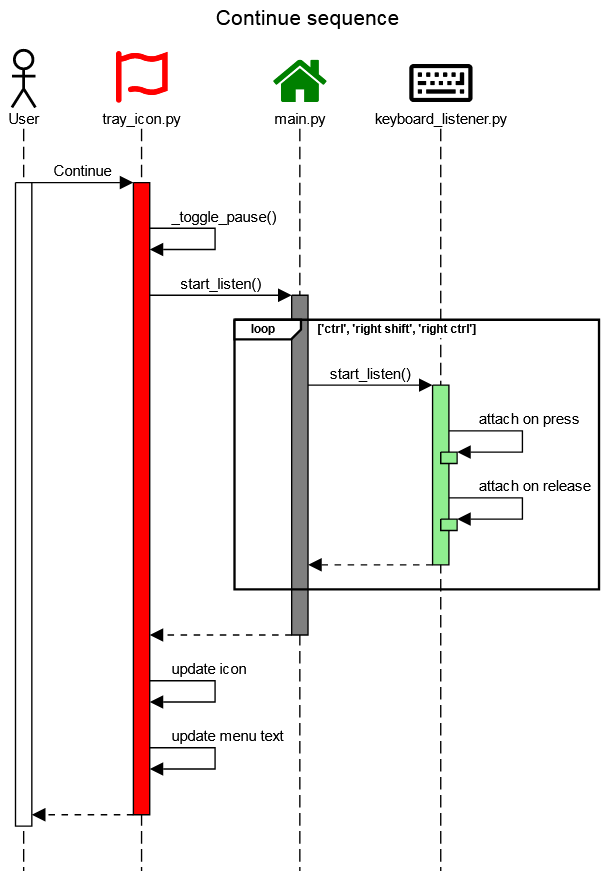 Continue sequence
User
tray_icon.py
main.py
keyboard_listener.py
Continue
_toggle_pause()
start_listen()
loop
['ctrl', 'right shift', 'right ctrl']
start_listen()
attach on press
attach on release
update icon
update menu text